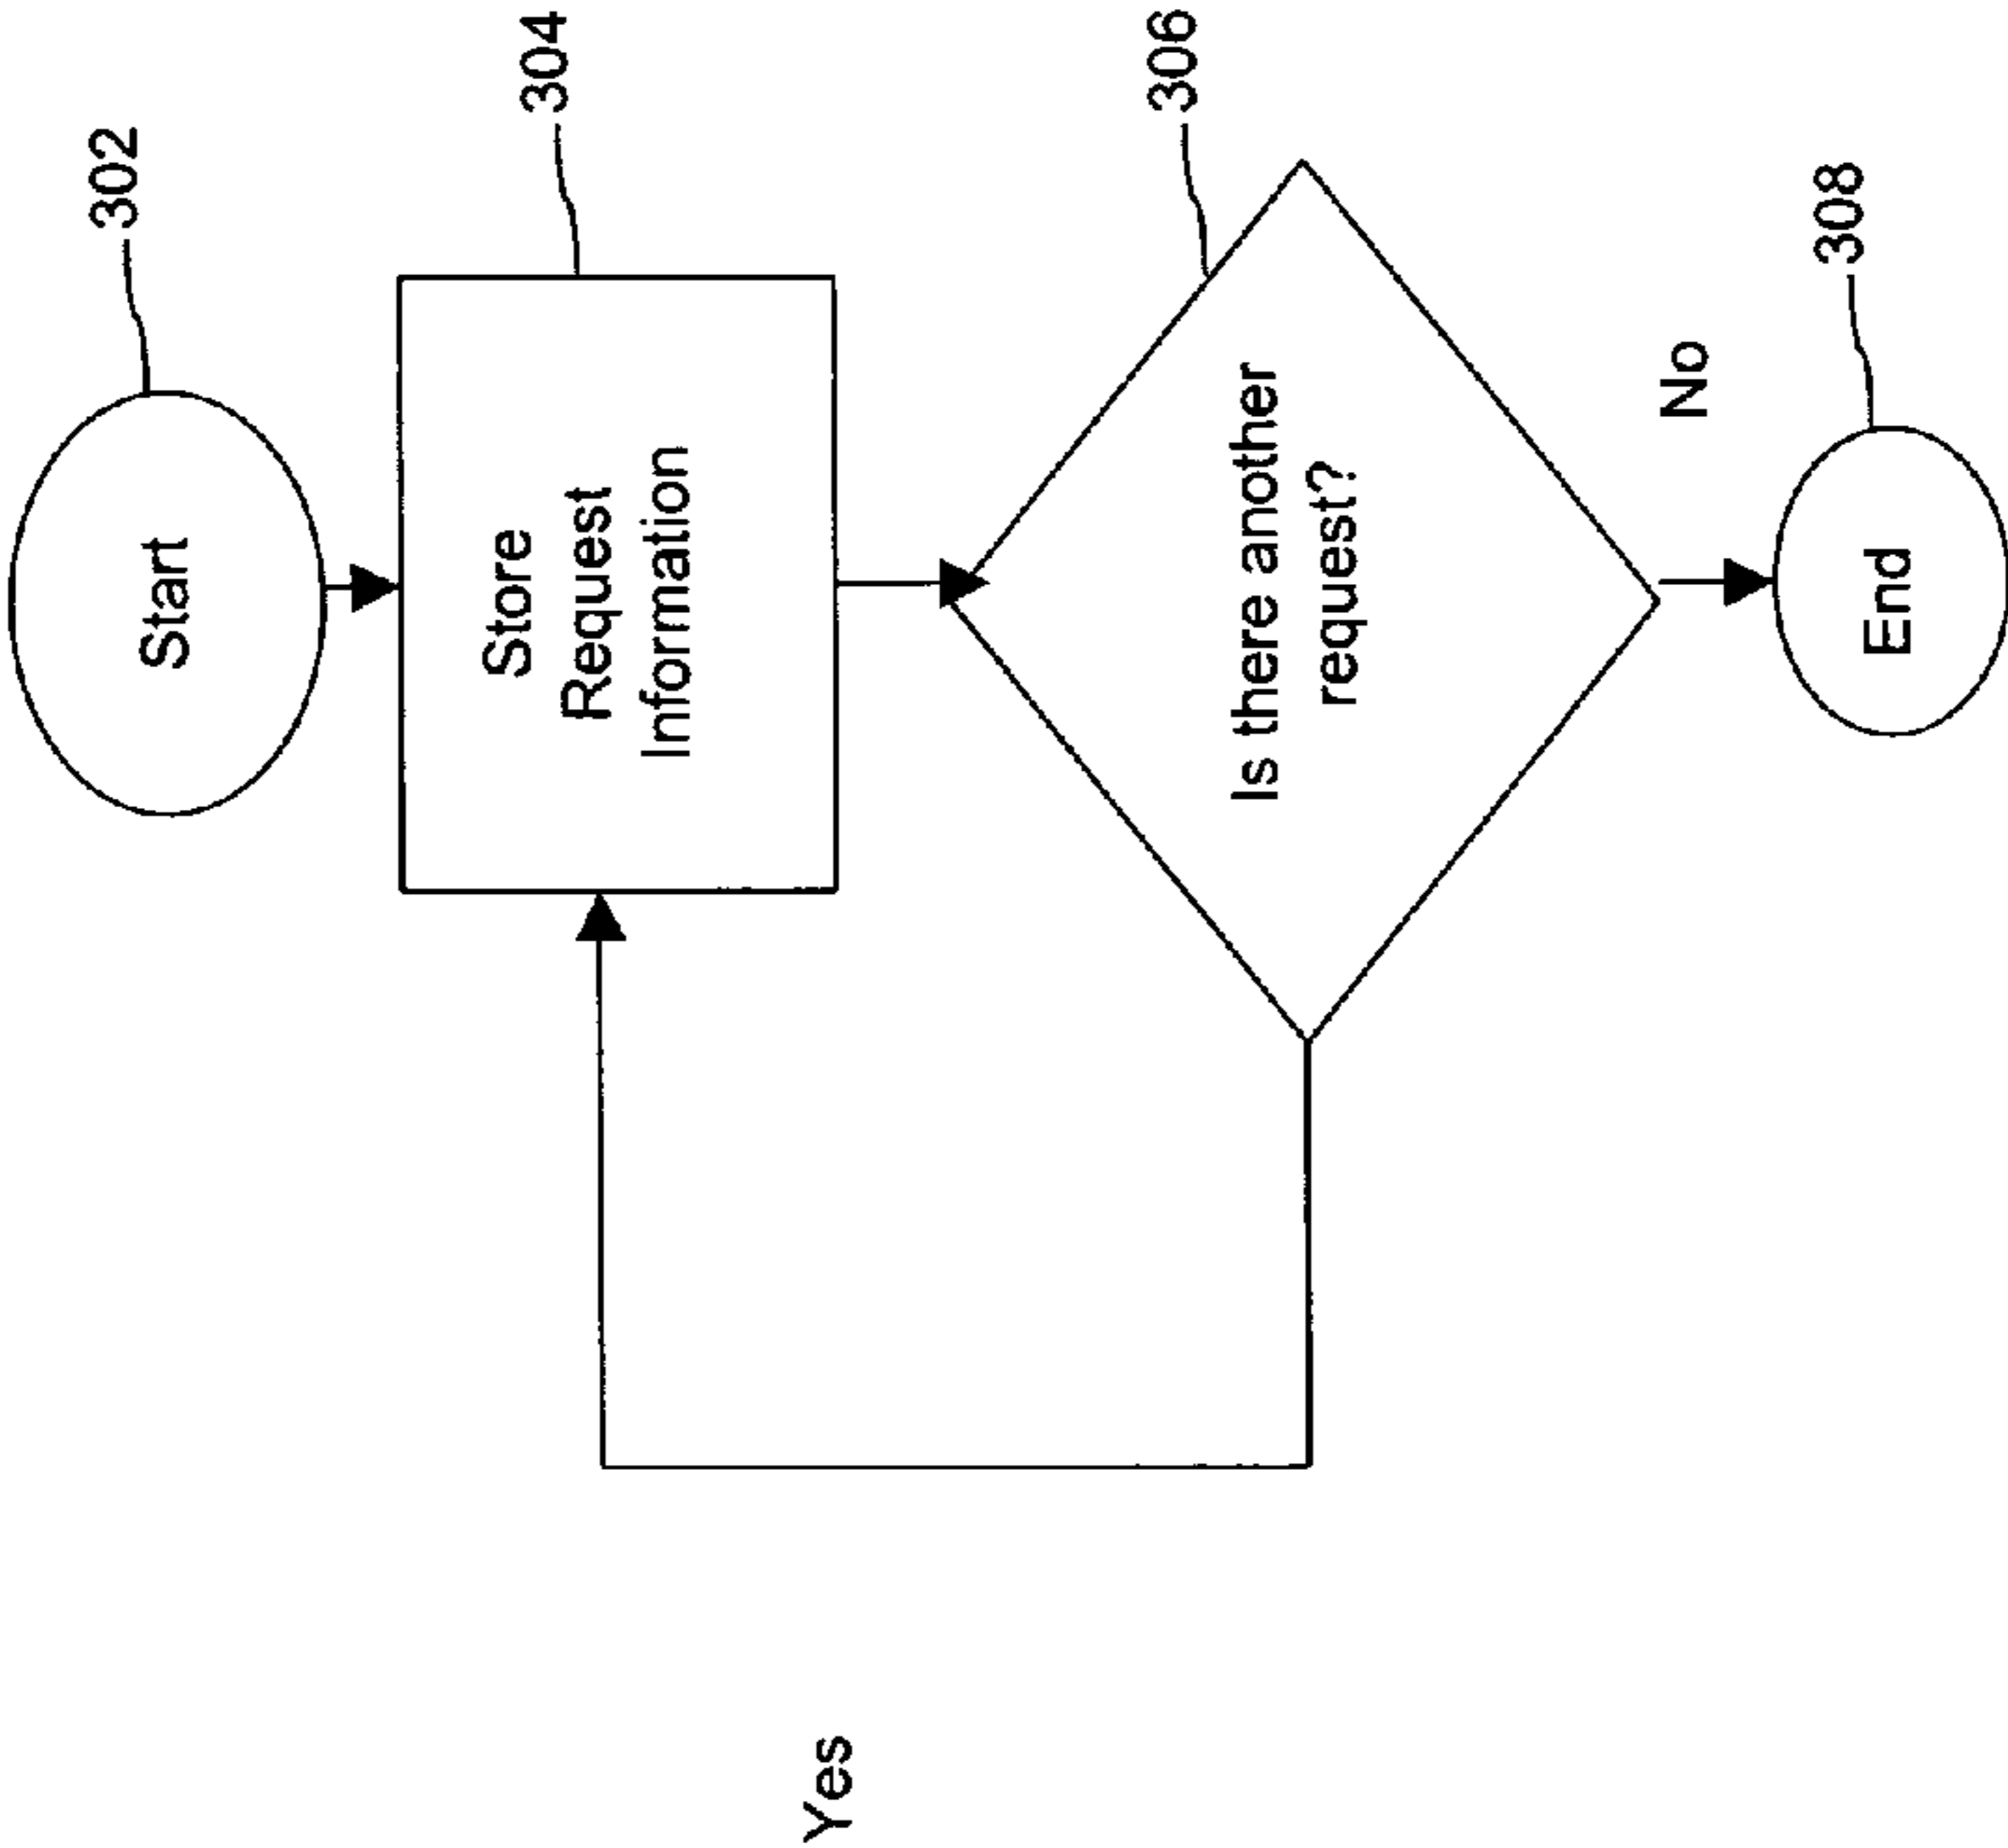 302
Start
304
Store
Request
Information
306
Is there another
request?
Yes
No
308
End